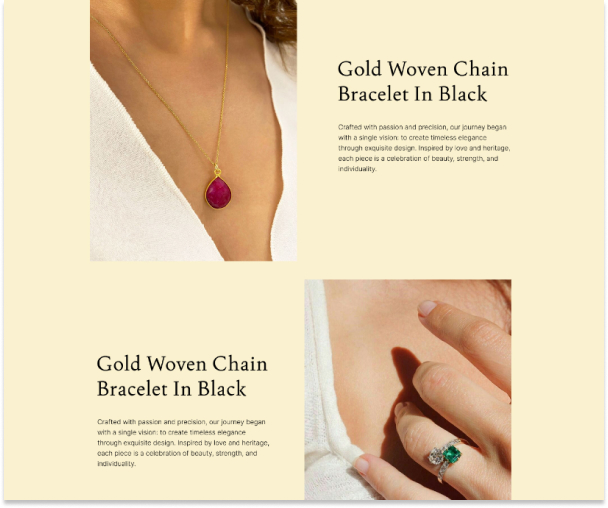 Gold Woven Chain
Bracelet In Black
Crafted with passion and precision, our journey began
with a single vision: to create timeless elegance
through exquisite design. Inspired by love and heritage,
each piece is a celebration of beauty, strength, and
individuality.
Gold Woven Chain
Bracelet In Black
Crafted with passion and precision, our journey began
with a single vision: to create timeless elegance
through exquisite design. Inspired by love and heritage,
each piece is a celebration of beauty, strength, and
individuality.